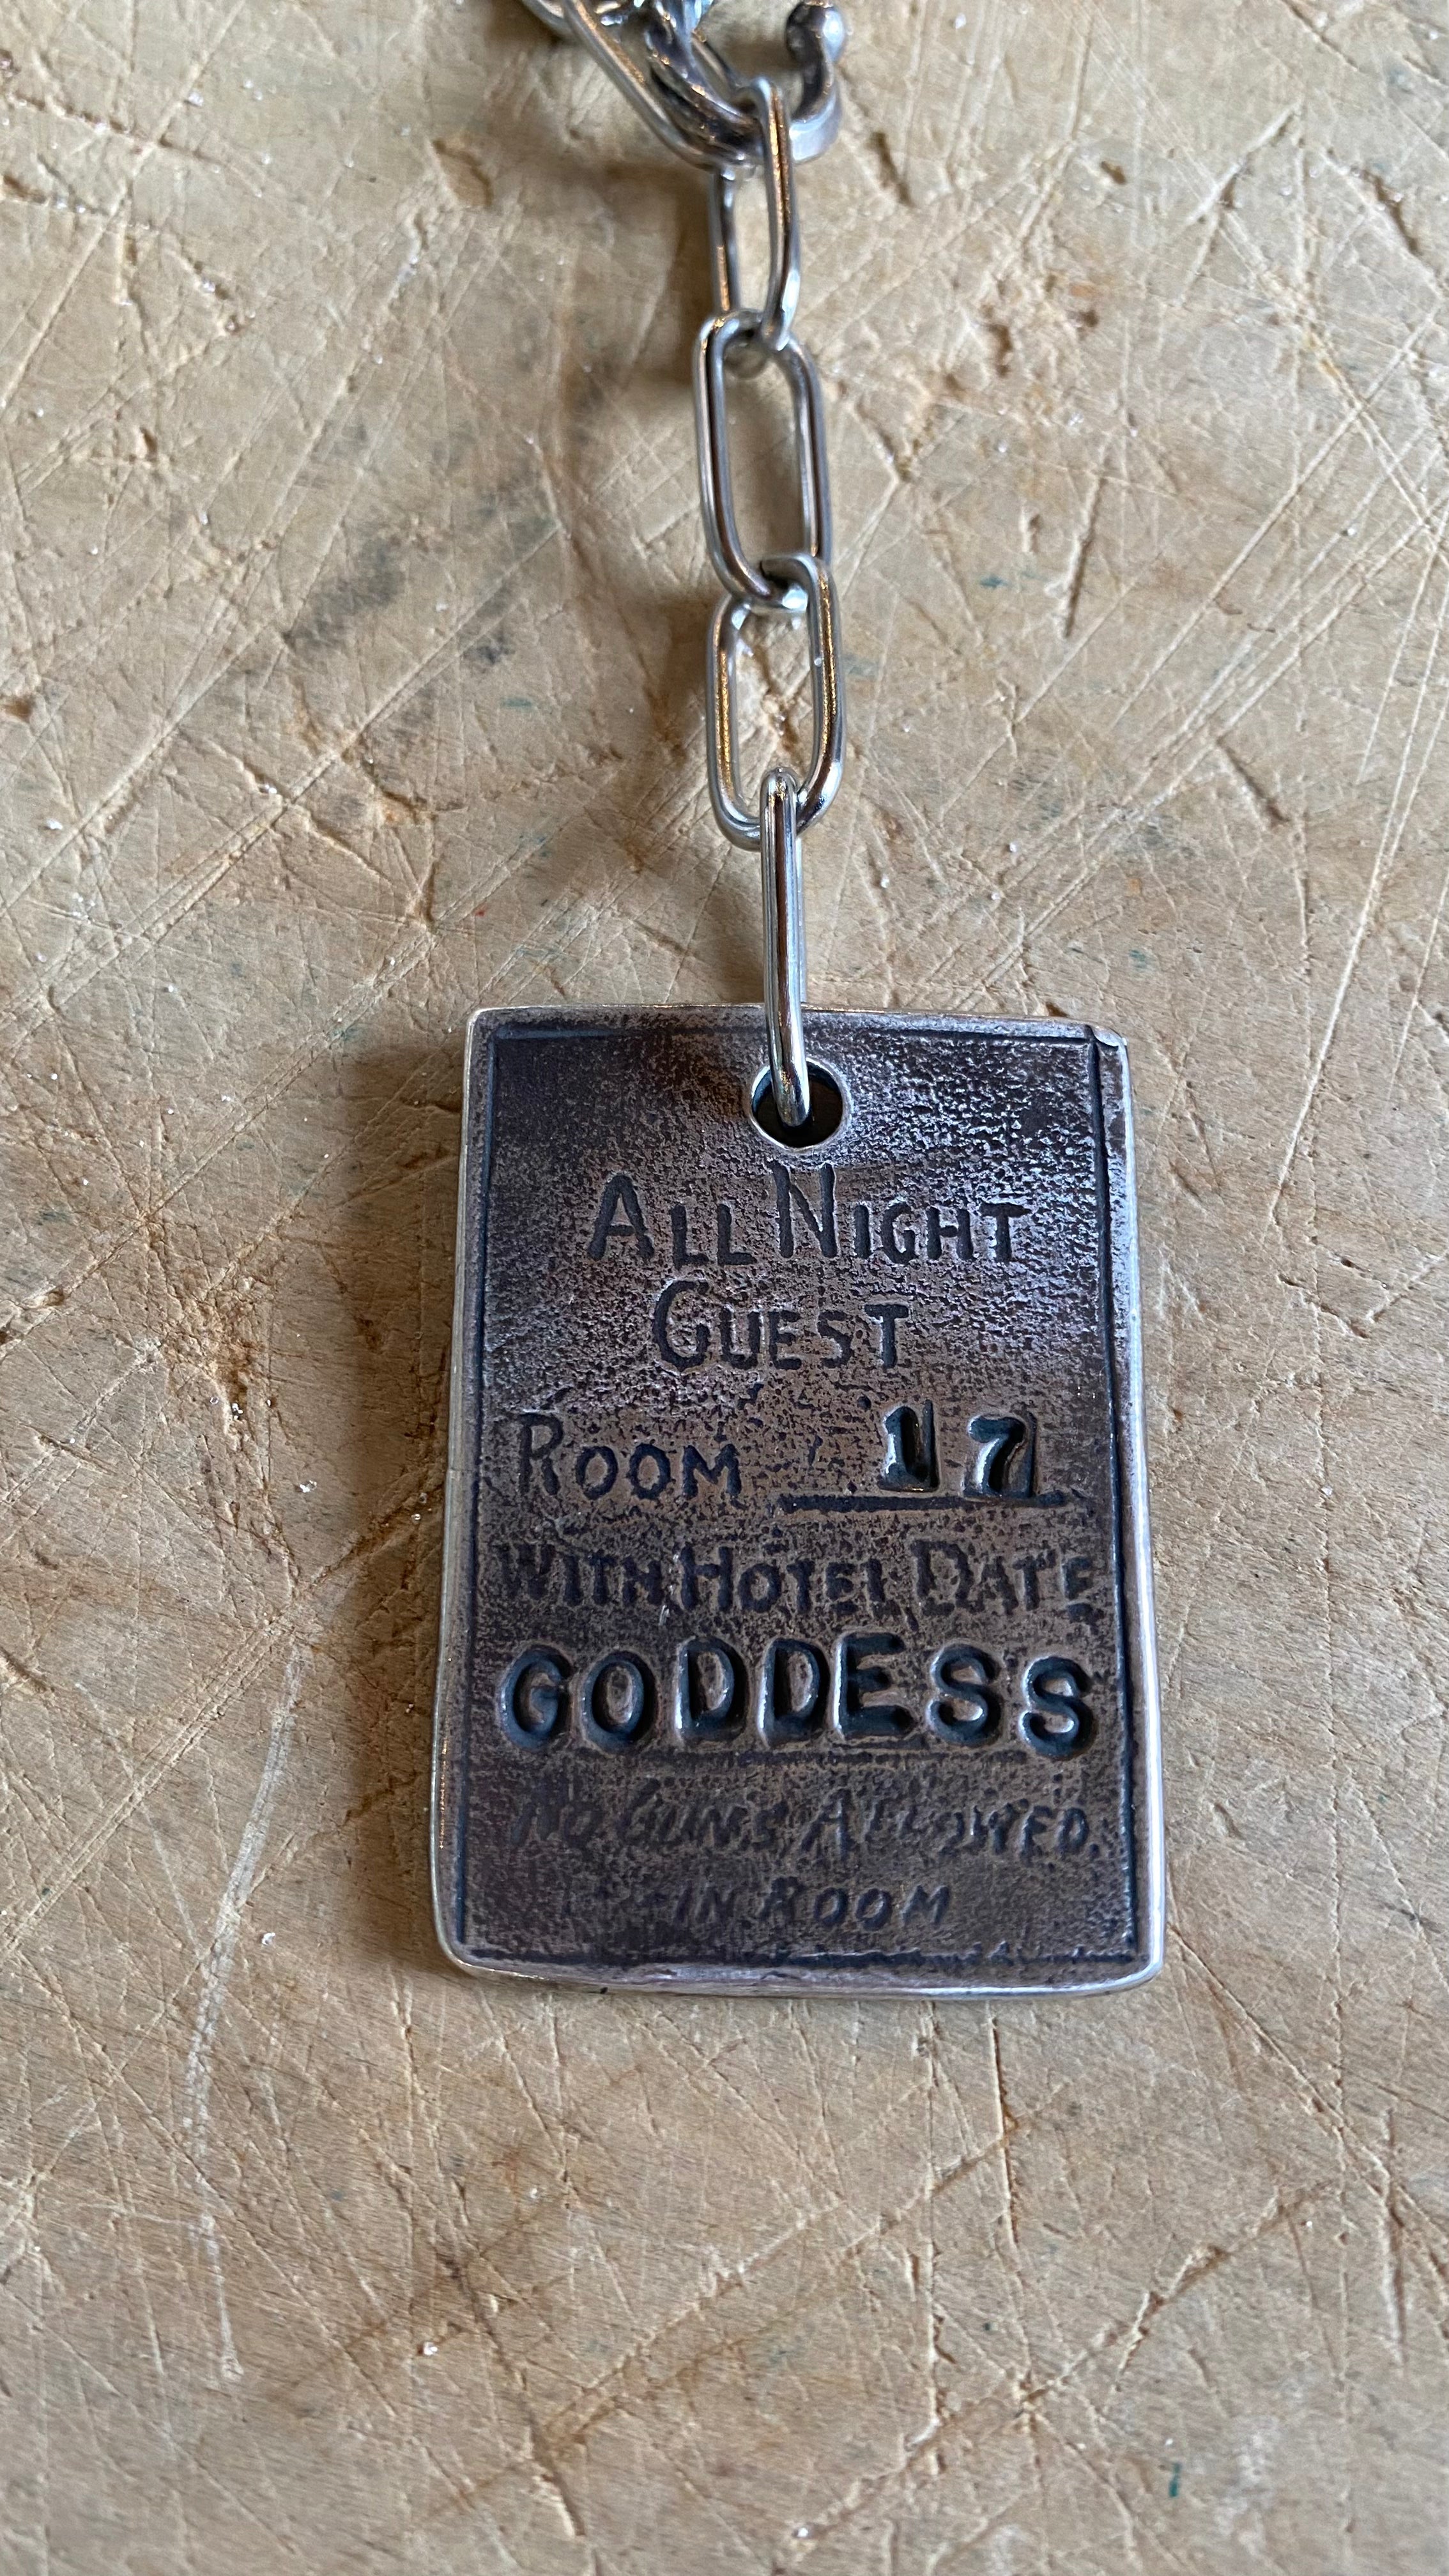 ALL NIGHT
GUEST
ROOM 17
WITH HOTEL DATE
GODDESS
NO GUNS ALLOWED.
IN ROOM